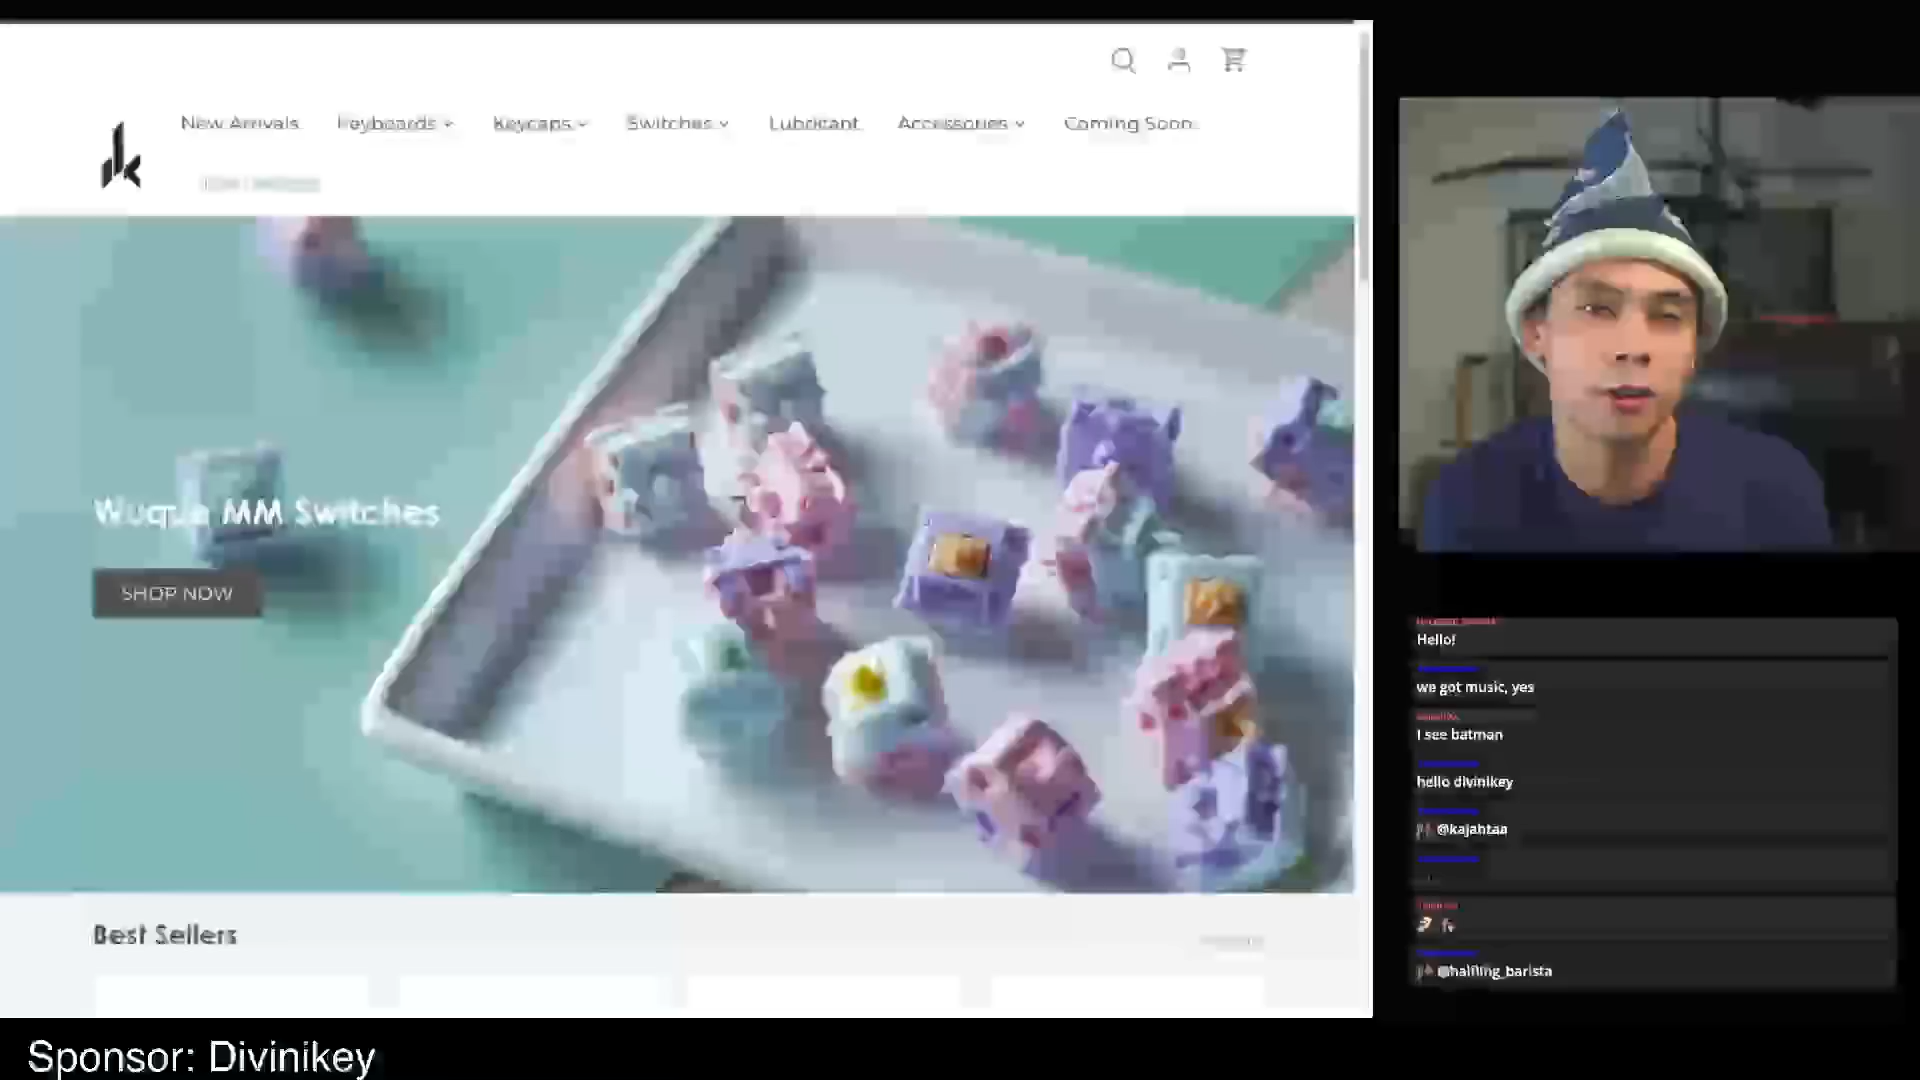 New Arrivals
Keyboards
Keycaps
Switches
Lubricant
Accessories
Coming Soon
Wuque MM Switches
SHOP NOW
Best Sellers
Hello!
we got music, yes
I see batman
hello divinikey
@kajahtaa
@halfling_barista
Sponsor: Divinikey